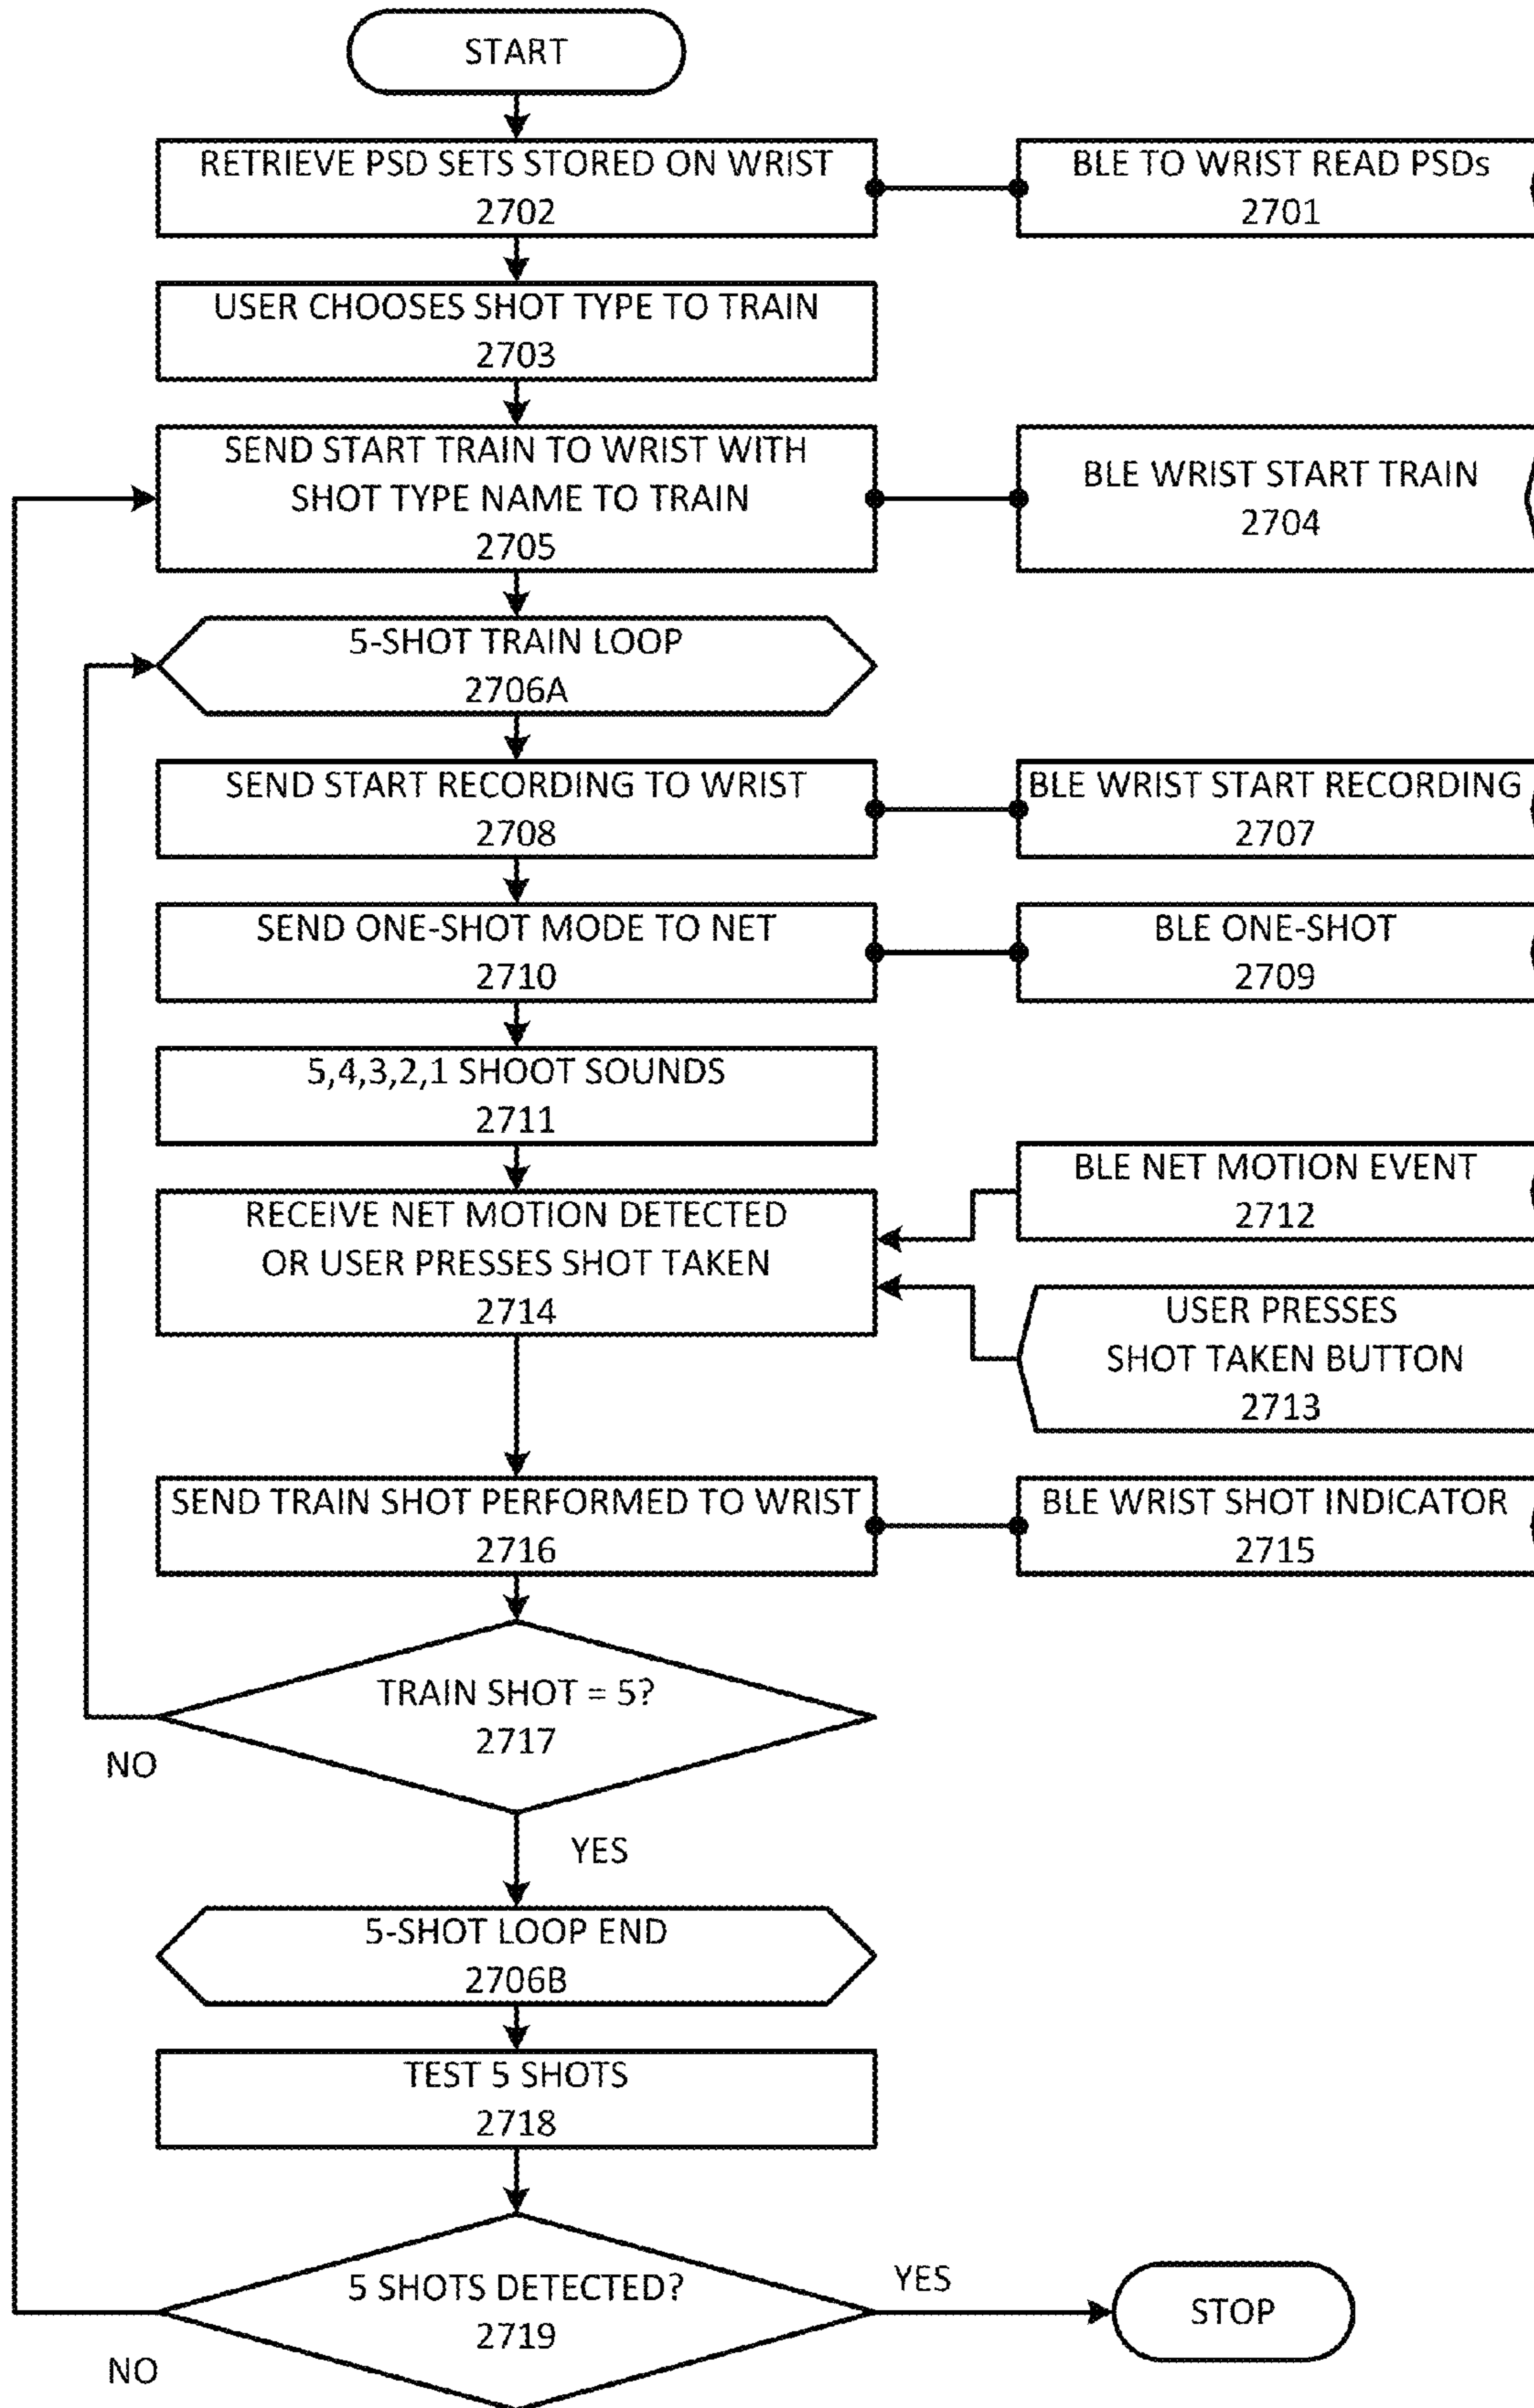 START
RETRIEVE PSD SETS STORED ON WRIST
2702
BLE TO WRIST READ PSDs
2701
USER CHOOSES SHOT TYPE TO TRAIN
2703
SEND START TRAIN TO WRIST WITH
SHOT TYPE NAME TO TRAIN
2705
BLE WRIST START TRAIN
2704
5-SHOT TRAIN LOOP
2706A
SEND START RECORDING TO WRIST
2708
BLE WRIST START RECORDING
2707
SEND ONE-SHOT MODE TO NET
2710
BLE ONE-SHOT
2709
5,4,3,2,1 SHOOT SOUNDS
2711
BLE NET MOTION EVENT
2712
RECEIVE NET MOTION DETECTED
OR USER PRESSES SHOT TAKEN
2714
USER PRESSES
SHOT TAKEN BUTTON
2713
SEND TRAIN SHOT PERFORMED TO WRIST
2716
BLE WRIST SHOT INDICATOR
2715
TRAIN SHOT = 5?
2717
NO
YES
5-SHOT LOOP END
2706B
TEST 5 SHOTS
2718
5 SHOTS DETECTED?
2719
YES
STOP
NO